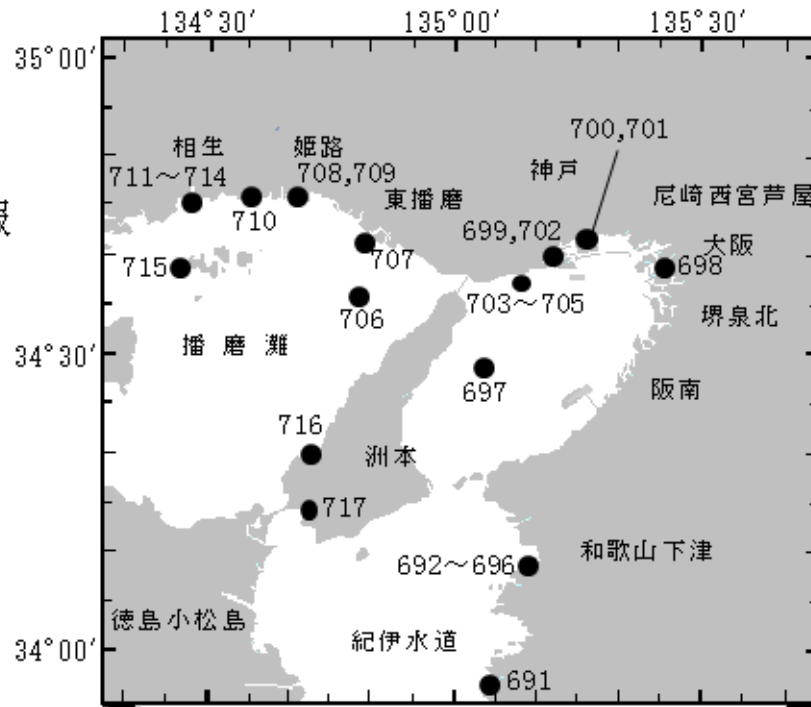 134°30′
135°00′
135°30′
35°00′
700,701
相生
姫路
神戸
711～714
708,709
東播磨
尼崎西宮芦屋
710
699,702
大阪
715
707
698
703～705
706
堺泉北
播磨灘
34°30′
697
阪南
716
洲本
717
692～696
和歌山下津
徳島小松島
紀伊水道
34°00′
691